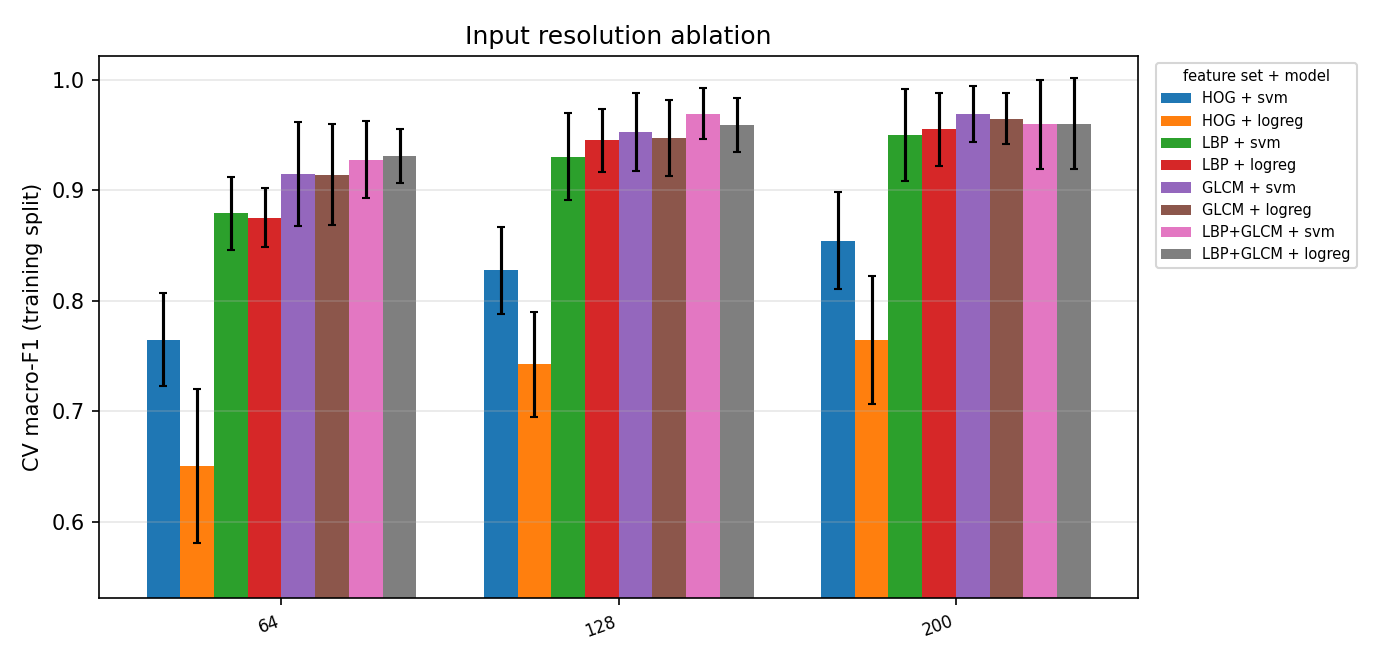 Input resolution ablation
CV macro-F1 (training split)
1.0
0.9
0.8
0.7
0.6
64
128
200
feature set + model
HOG + svm
HOG + logreg
LBP + svm
LBP + logreg
GLCM + svm
GLCM + logreg
LBP+GLCM + svm
LBP+GLCM + logreg